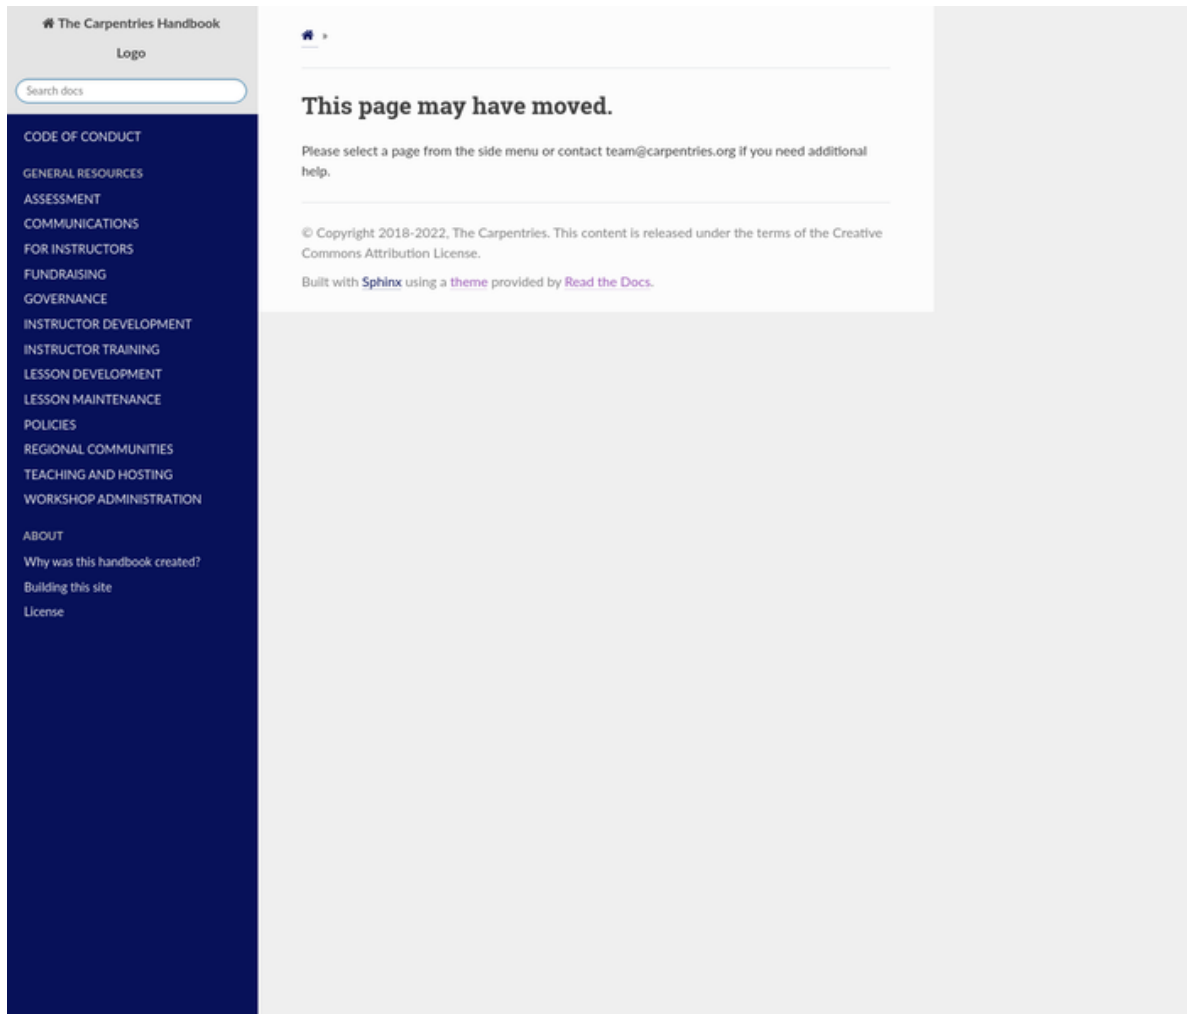 The Carpentries Handbook
Logo
Search docs
CODE OF CONDUCT
GENERAL RESOURCES
ASSESSMENT
COMMUNICATIONS
FOR INSTRUCTORS
FUNDRAISING
GOVERNANCE
INSTRUCTOR DEVELOPMENT
INSTRUCTOR TRAINING
LESSON DEVELOPMENT
LESSON MAINTENANCE
POLICIES
REGIONAL COMMUNITIES
TEACHING AND HOSTING
WORKSHOP ADMINISTRATION
ABOUT
Why was this handbook created?
Building this site
License
»
This page may have moved.
Please select a page from the side menu or contact team@carpentries.org if you need additional
help.
© Copyright 2018-2022, The Carpentries. This content is released under the terms of the Creative
Commons Attribution License.
Built with Sphinx using a theme provided by Read the Docs.